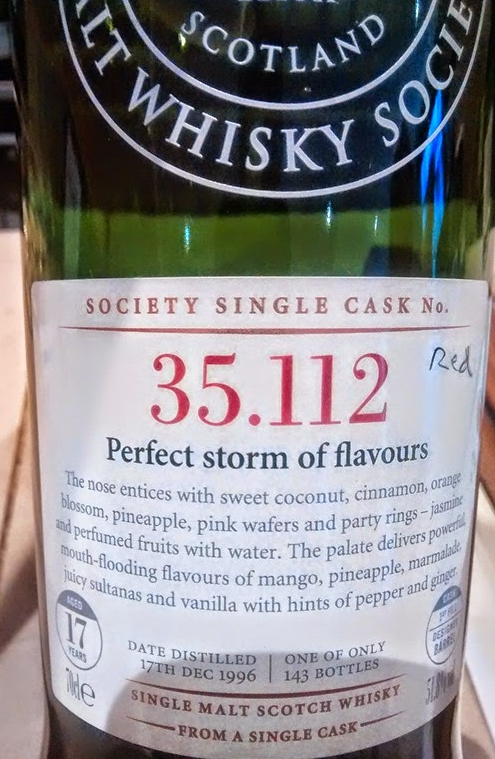 SCOTLAND
ALT WHISKY SOCIE
SOCIETY SINGLE CASK No.
Red
35.112
Perfect storm of flavours
The nose entices with sweet coconut, cinnamon, orange
blossom, pineapple, pink wafers and party rings – jasmine
and perfumed fruits with water. The palate delivers powerful,
mouth-flooding flavours of mango, pineapple, marmalade,
juicy sultanas and vanilla with hints of pepper and ginger.
AGED
17
YEARS
DESIGNER
BARREL
DATE DISTILLED
17TH DEC 1996
ONE OF ONLY
143 BOTTLES
70cl e
SINGLE MALT SCOTCH WHISKY
FROM A SINGLE CASK